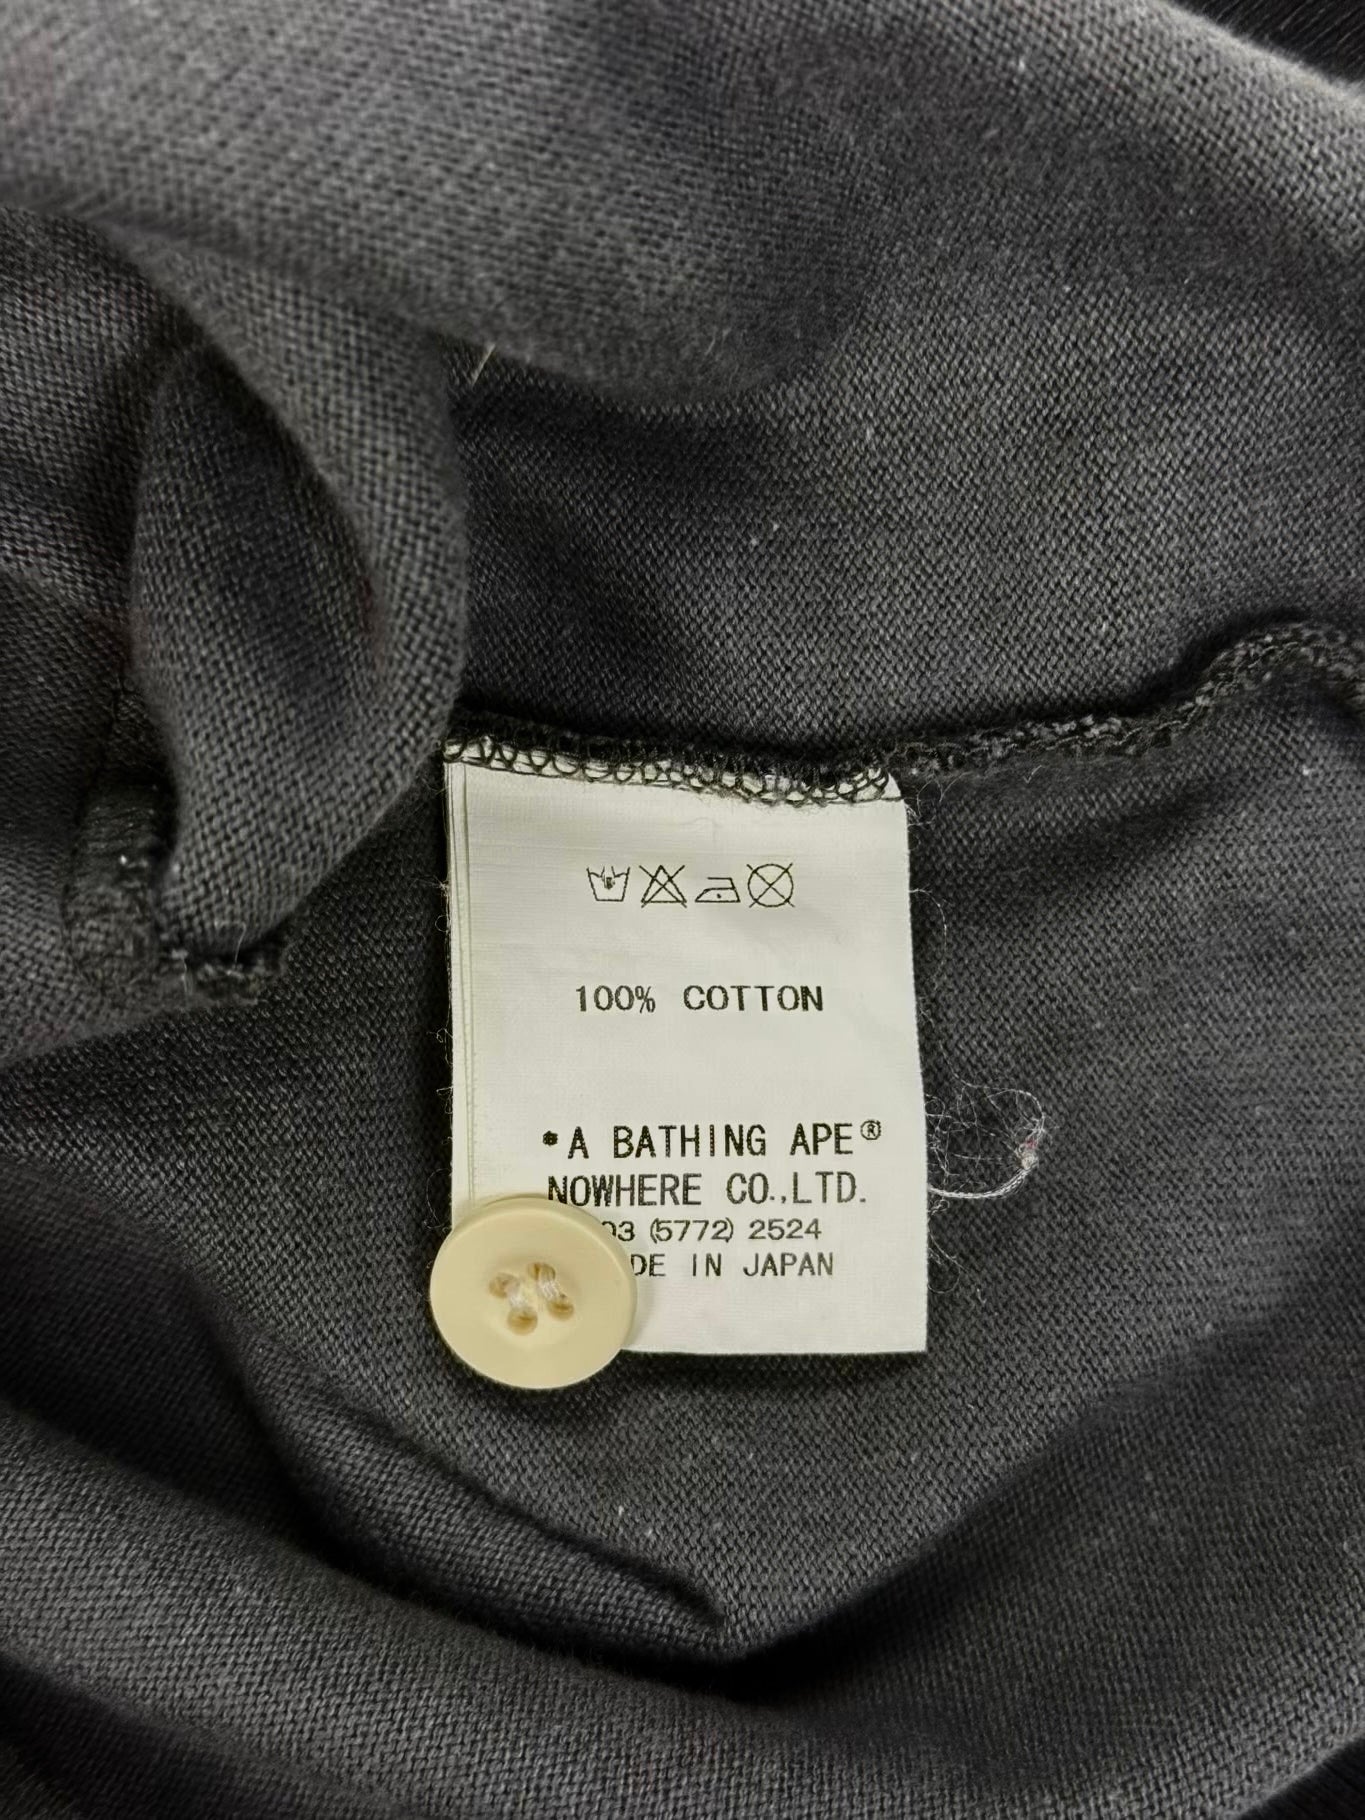 100% COTTON
*A BATHING APE®
NOWHERE CO.,LTD.
03 (5772) 2524
DE IN JAPAN